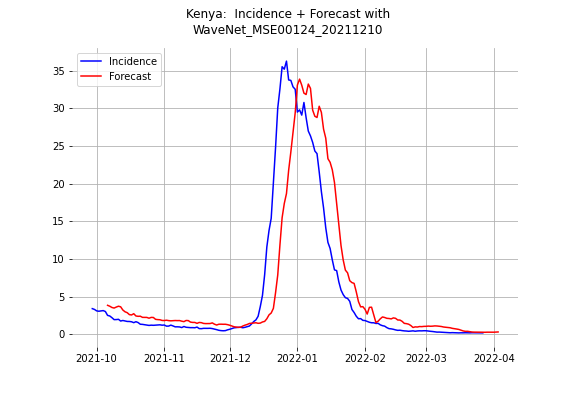 Kenya:  Incidence + Forecast with
WaveNet_MSE00124_20211210
Incidence
Forecast
35
30
25
20
15
10
5
0
2021-10 2021-11 2021-12 2022-01 2022-02 2022-03 2022-04